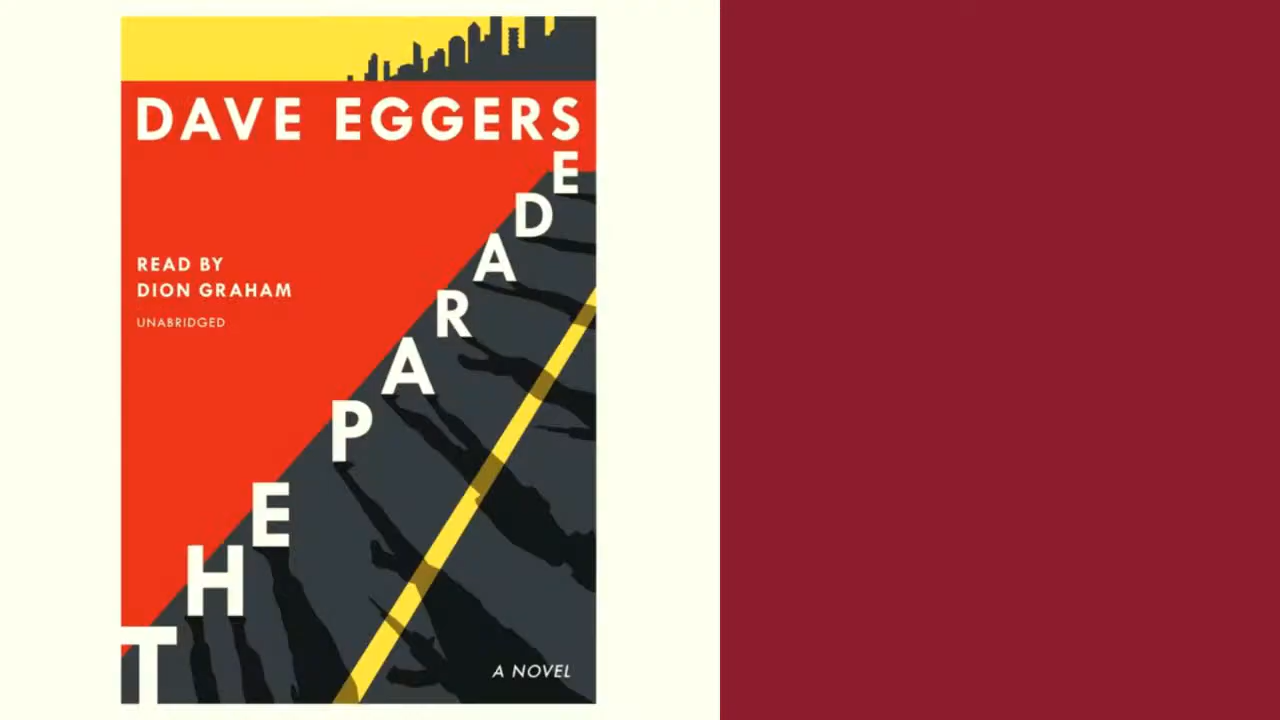 DAVE EGGERS
READ BY
DION GRAHAM
UNABRIDGED
THE PARADE
A NOVEL